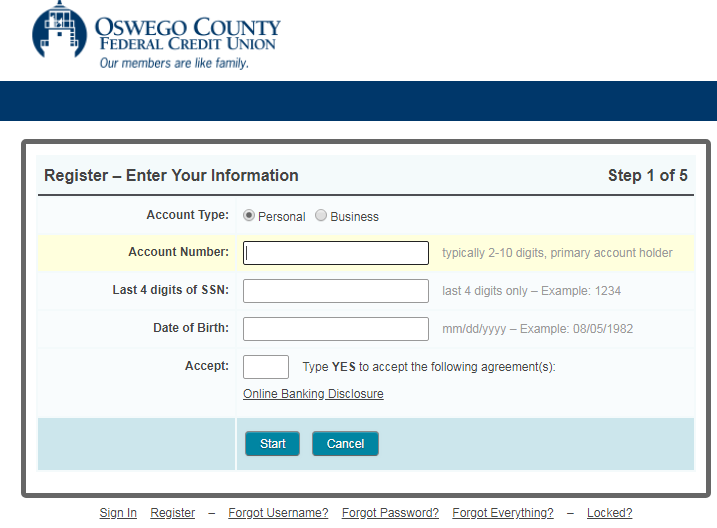 OSWEGO COUNTY
FEDERAL CREDIT UNION
Our members are like family.
Register – Enter Your Information Step 1 of 5
Account Type: Personal Business
Account Number: typically 2-10 digits, primary account holder
Last 4 digits of SSN: last 4 digits only – Example: 1234
Date of Birth: mm/dd/yyyy – Example: 08/05/1982
Accept: Type YES to accept the following agreement(s):
Online Banking Disclosure
Start Cancel
Sign In Register – Forgot Username? Forgot Password? Forgot Everything? – Locked?